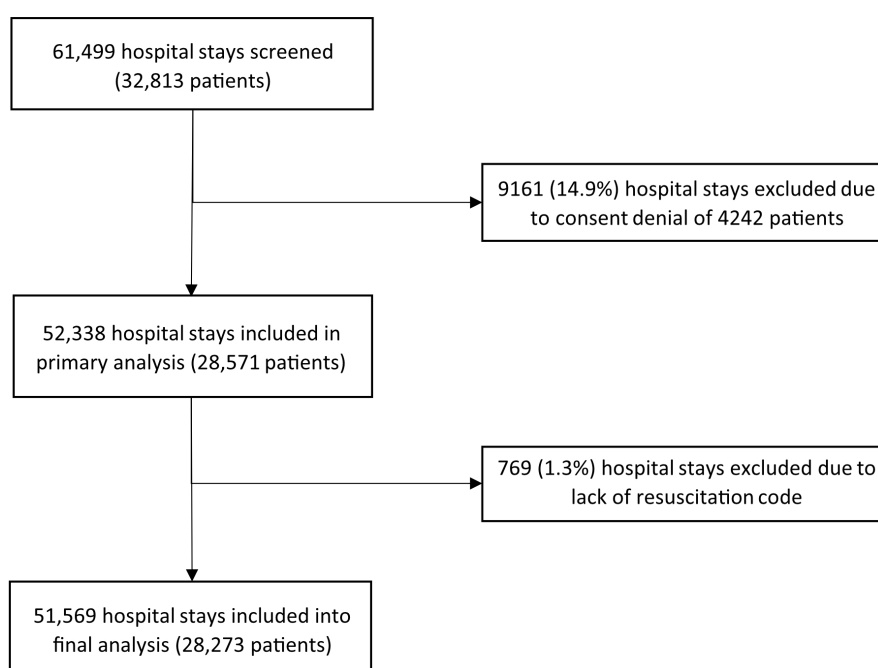 61,499 hospital stays screened
(32,813 patients)
9161 (14.9%) hospital stays excluded due
to consent denial of 4242 patients
52,338 hospital stays included in
primary analysis (28,571 patients)
769 (1.3%) hospital stays excluded due to
lack of resuscitation code
51,569 hospital stays included into
final analysis (28,273 patients)